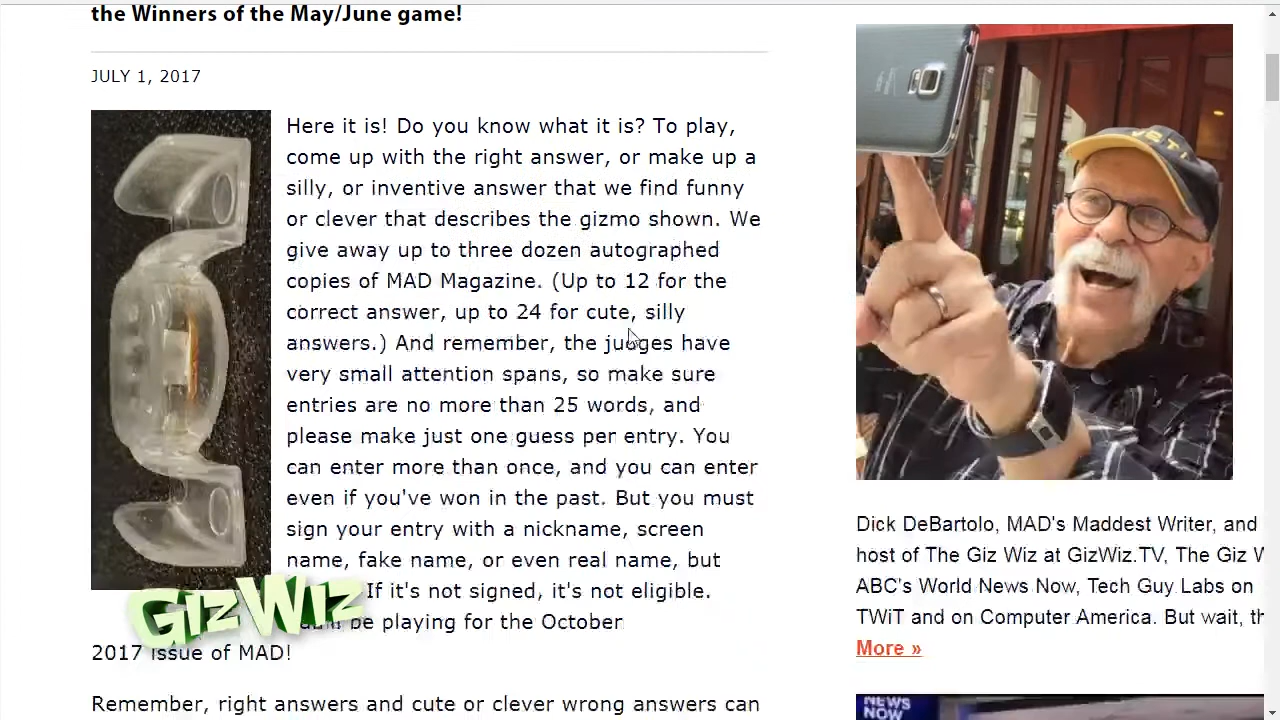 the Winners of the May/June game!
JULY 1, 2017
Here it is! Do you know what it is? To play,
come up with the right answer, or make up a
silly, or inventive answer that we find funny
or clever that describes the gizmo shown. We
give away up to three dozen autographed
copies of MAD Magazine. (Up to 12 for the
correct answer, up to 24 for cute, silly
answers.) And remember, the judges have
very small attention spans, so make sure
entries are no more than 25 words, and
please make just one guess per entry. You
can enter more than once, and you can enter
even if you've won in the past. But you must
sign your entry with a nickname, screen
name, fake name, or even real name, but
If it's not signed, it's not eligible.
be playing for the October
2017 issue of MAD!
Remember, right answers and cute or clever wrong answers can
GIZWIZ
Dick DeBartolo, MAD's Maddest Writer, and
host of The Giz Wiz at GizWiz.TV, The Giz W
ABC's World News Now, Tech Guy Labs on
TWiT and on Computer America. But wait, th
More »
NEWS
NOW